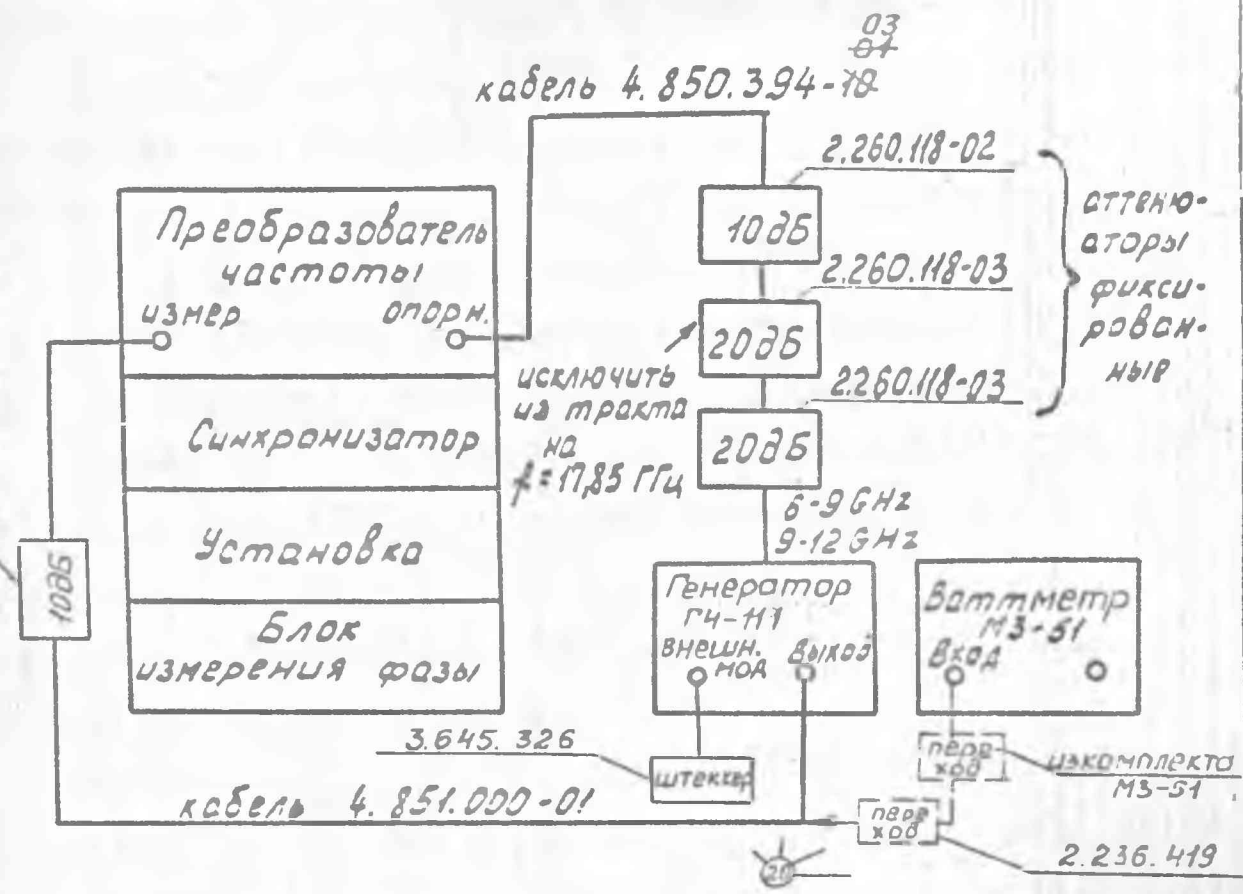 03
01
кабель 4.850.394-10
2.260.118-02
Преобразователь
частоты
измер
опорн.
10дБ
2.260.118-03
20дБ
2.260.118-03
20дБ
аттеню-
аторы
фикси-
рован-
ные
исключить
из тракта
на
f=17,85 ГГц
Синхронизатор
6-9 GHz
9-12 GHz
Установка
10дБ
Блок
измерения фазы
Генератор
Г4-111
внешн.
мод
выход
Ваттметр
М3-51
вход
3.645.326
штеккер
пере
ход
из комплекта
М3-51
кабель 4.851.000-01
пере
ход
2.236.419
20